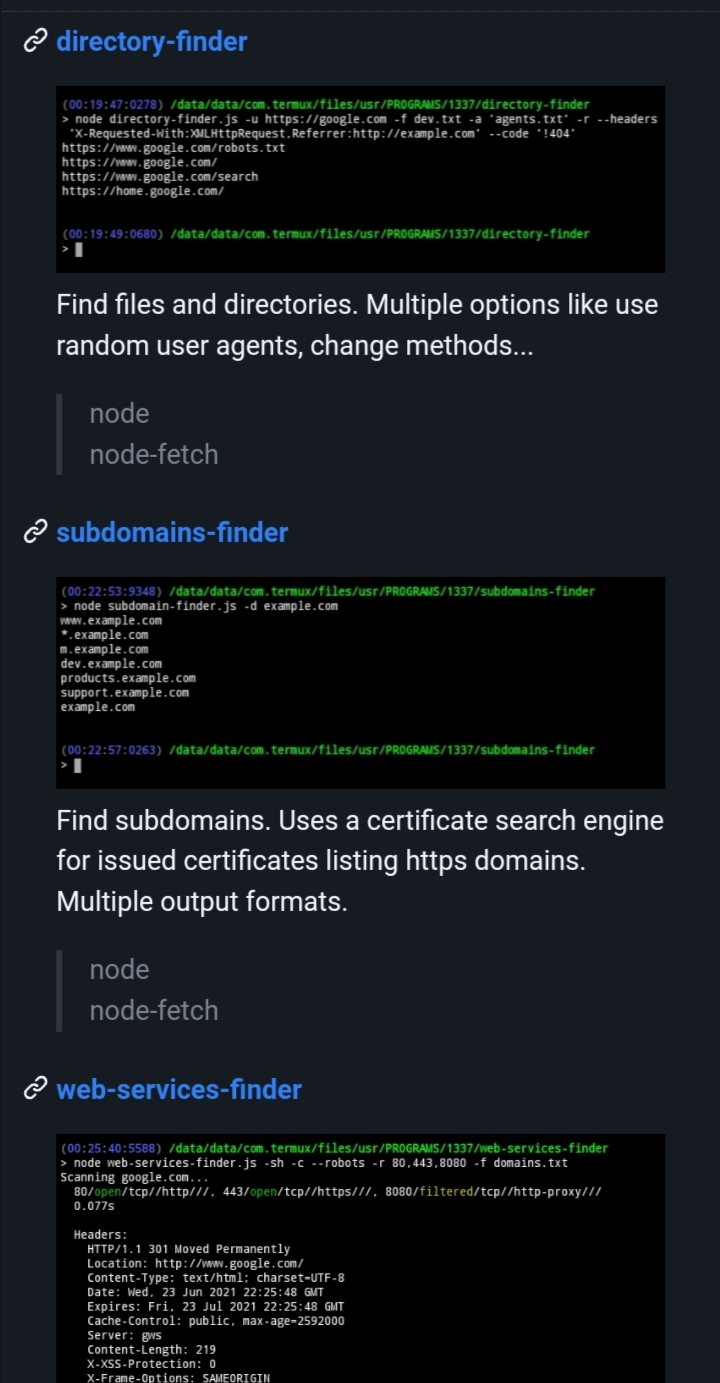 directory-finder
(00:19:47:0278) /data/data/com.termux/files/usr/PROGRAMS/1337/directory-finder
> node directory-finder.js -u https://google.com -f dev.txt -a 'agents.txt' -r --headers
'X-Requested-With:XMLHttpRequest,Referrer:http://example.com' --code '!404'
https://www.google.com/robots.txt
https://www.google.com/
https://www.google.com/search
https://home.google.com/
(00:19:49:0680) /data/data/com.termux/files/usr/PROGRAMS/1337/directory-finder
>
Find files and directories. Multiple options like use
random user agents, change methods...
node
node-fetch
subdomains-finder
(00:22:53:9348) /data/data/com.termux/files/usr/PROGRAMS/1337/subdomains-finder
> node subdomain-finder.js -d example.com
www.example.com
*.example.com
m.example.com
dev.example.com
products.example.com
support.example.com
example.com
(00:22:57:0263) /data/data/com.termux/files/usr/PROGRAMS/1337/subdomains-finder
>
Find subdomains. Uses a certificate search engine
for issued certificates listing https domains.
Multiple output formats.
node
node-fetch
web-services-finder
(00:25:40:5588) /data/data/com.termux/files/usr/PROGRAMS/1337/web-services-finder
> node web-services-finder.js -sh -c --robots -r 80,443,8080 -f domains.txt
Scanning google.com...
80/open/tcp//http///, 443/open/tcp//https///, 8080/filtered/tcp//http-proxy///
0.077s
Headers:
HTTP/1.1 301 Moved Permanently
Location: http://www.google.com/
Content-Type: text/html; charset=UTF-8
Date: Wed, 23 Jun 2021 22:25:48 GMT
Expires: Fri, 23 Jul 2021 22:25:48 GMT
Cache-Control: public, max-age=2592000
Server: gws
Content-Length: 219
X-XSS-Protection: 0
X-Frame-Options: SAMEORIGIN